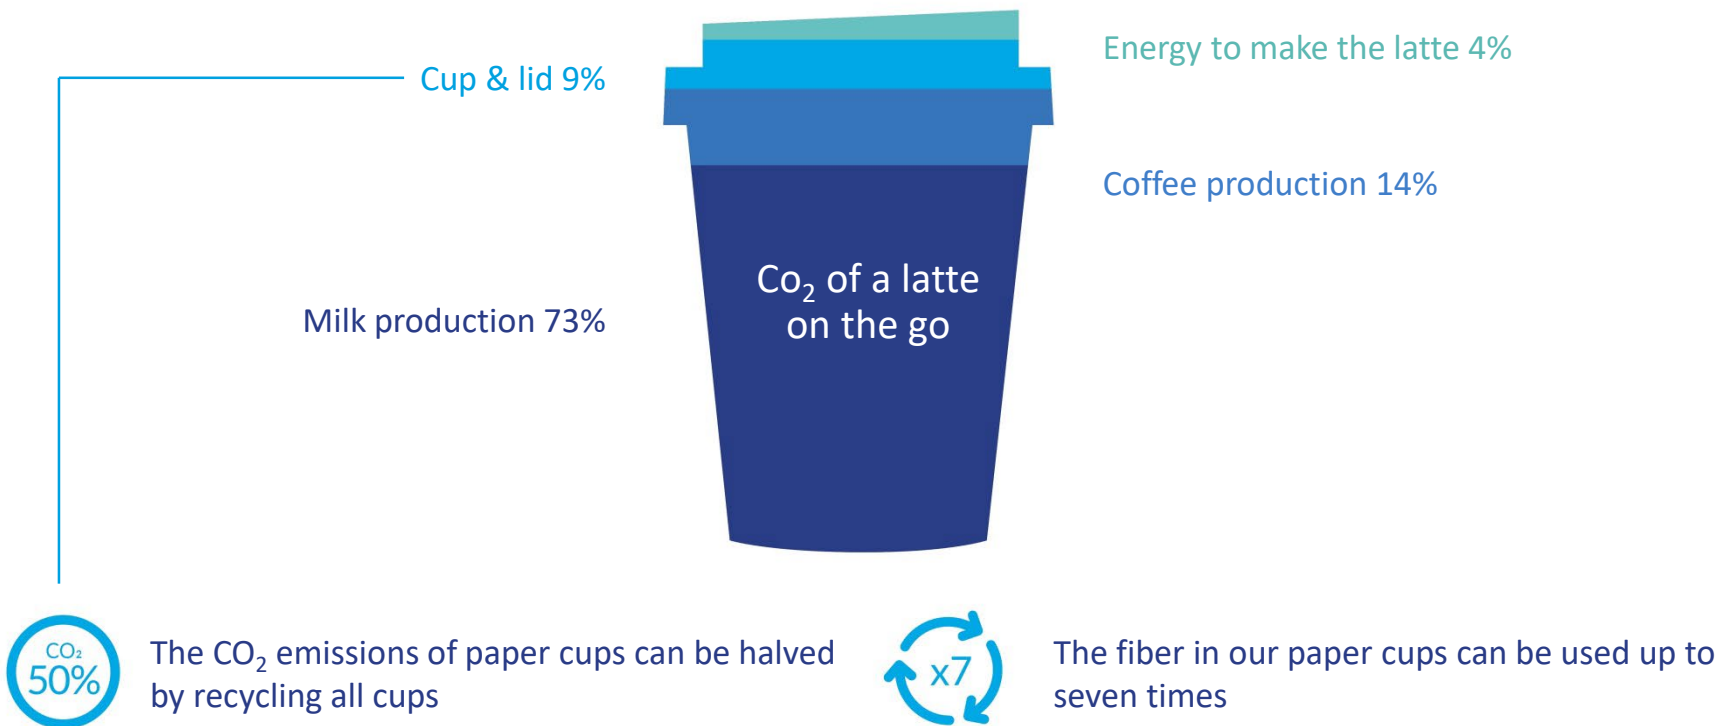 Energy to make the latte 4%
Cup & lid 9%
Coffee production 14%
Co₂ of a latte
on the go
Milk production 73%
CO₂
50%
The CO₂ emissions of paper cups can be halved
by recycling all cups
x7
The fiber in our paper cups can be used up to
seven times